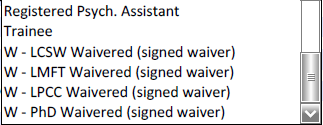 Registered Psych. Assistant
Trainee
W - LCSW Waivered (signed waiver)
W - LMFT Waivered (signed waiver)
W - LPCC Waivered (signed waiver)
W - PhD Waivered (signed waiver)